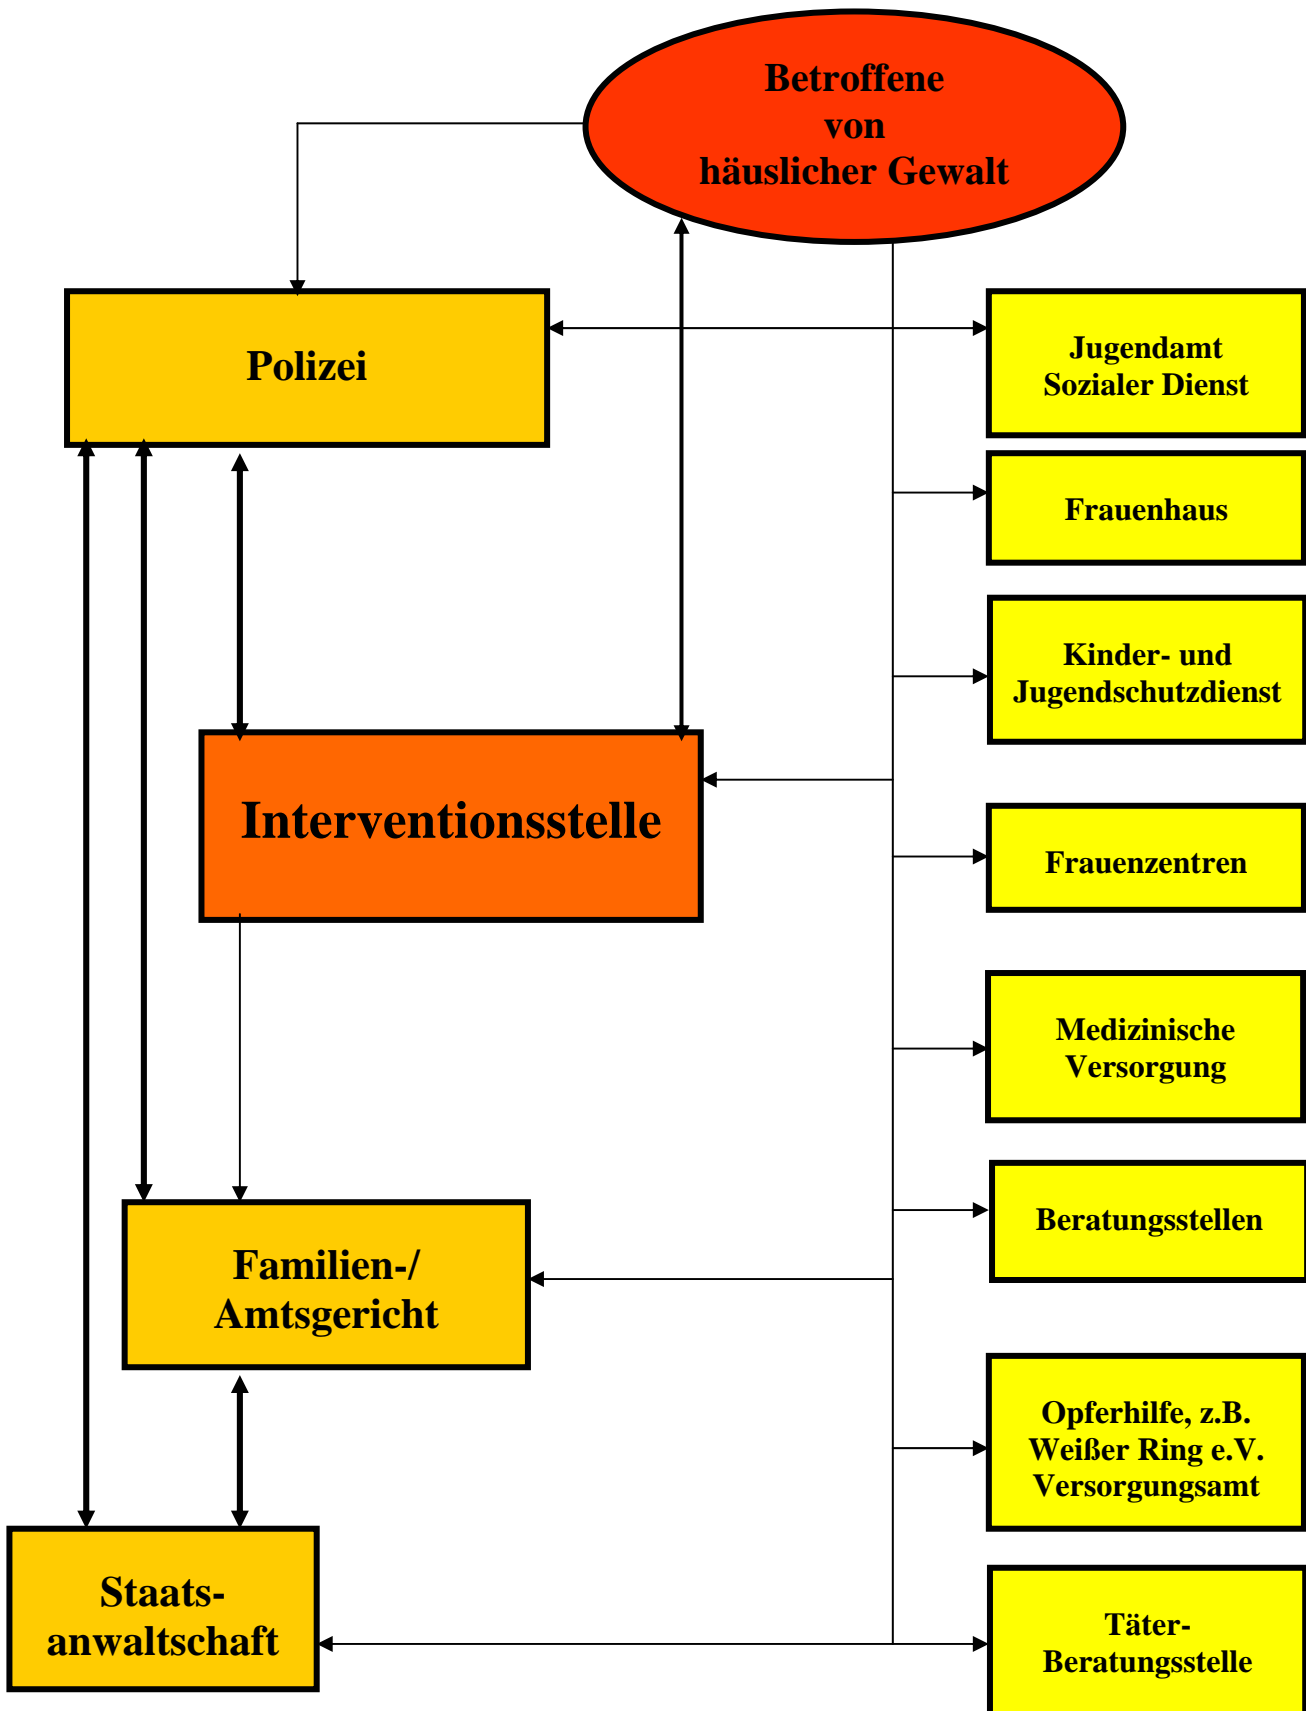 Betroffene
von
häuslicher Gewalt
Polizei
Jugendamt
Sozialer Dienst
Frauenhaus
Kinder- und
Jugendschutzdienst
Interventionsstelle
Frauenzentren
Medizinische
Versorgung
Beratungsstellen
Familien-/
Amtsgericht
Opferhilfe, z.B.
Weißer Ring e.V.
Versorgungsamt
Staats-
anwaltschaft
Täter-
Beratungsstelle